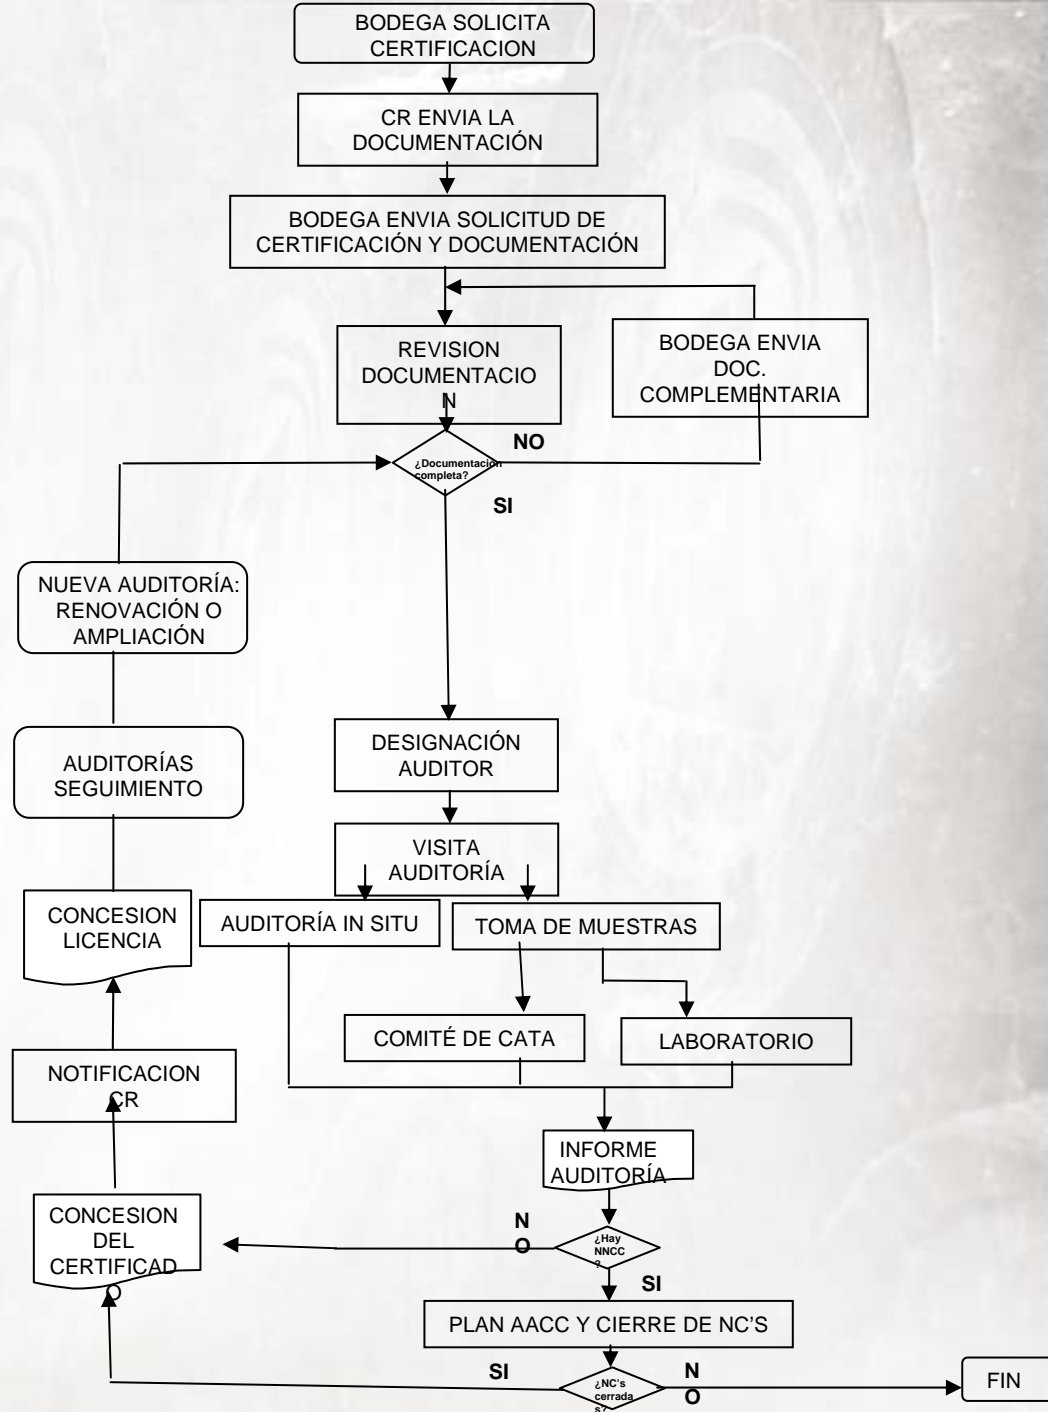 BODEGA SOLICITA
CERTIFICACION
CR ENVIA LA
DOCUMENTACIÓN
BODEGA ENVIA SOLICITUD DE
CERTIFICACIÓN Y DOCUMENTACIÓN
REVISION
DOCUMENTACIO
N
BODEGA ENVIA
DOC.
COMPLEMENTARIA
¿Documentación
completa?
NO
SI
NUEVA AUDITORÍA:
RENOVACIÓN O
AMPLIACIÓN
AUDITORÍAS
SEGUIMIENTO
DESIGNACIÓN
AUDITOR
VISITA
AUDITORÍA
CONCESION
LICENCIA
AUDITORÍA IN SITU
TOMA DE MUESTRAS
COMITÉ DE CATA
LABORATORIO
NOTIFICACION
CR
INFORME
AUDITORÍA
CONCESION
DEL
CERTIFICAD
O
N
O
¿Hay
NNCC
?
SI
PLAN AACC Y CIERRE DE NC'S
SI
¿NC's
cerrada
s?
N
O
FIN